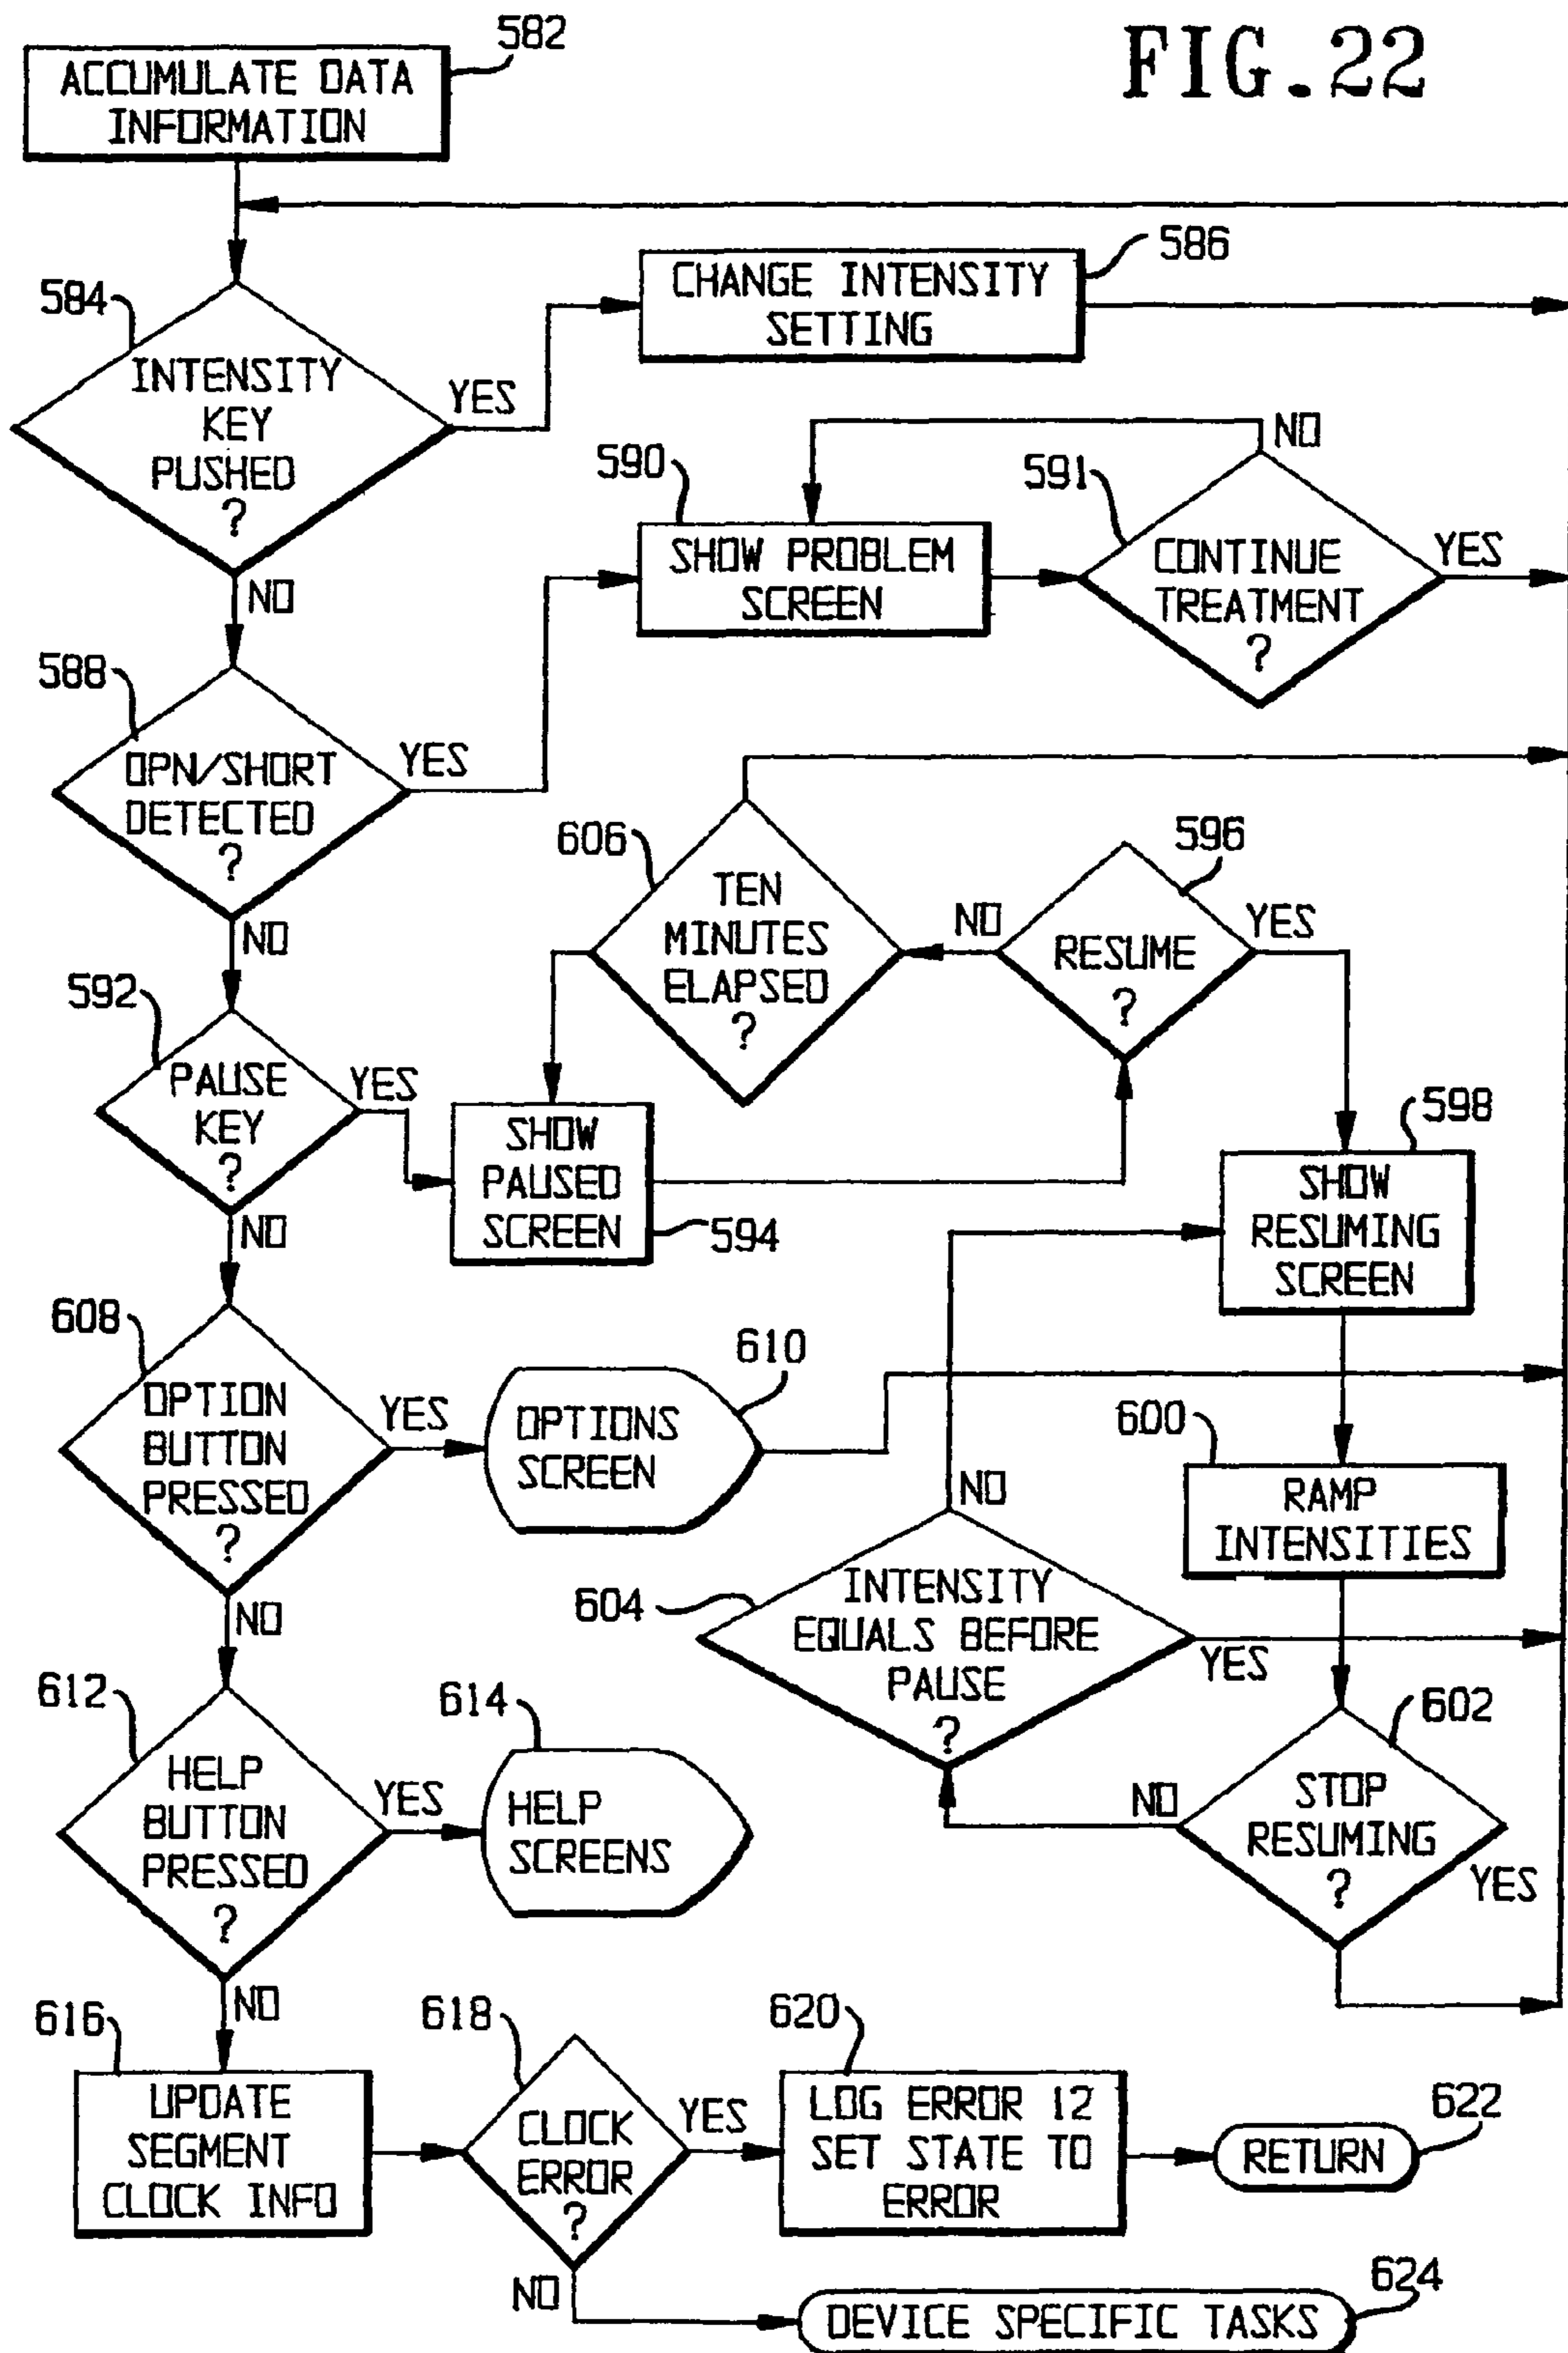 FIG.22
582
ACCUMULATE DATA
INFORMATION
584
INTENSITY
KEY
PUSHED
?
YES
NO
586
CHANGE INTENSITY
SETTING
588
OPN/SHORT
DETECTED
?
YES
NO
590
SHOW PROBLEM
SCREEN
591
CONTINUE
TREATMENT
?
NO
YES
592
PAUSE
KEY
?
YES
NO
SHOW
PAUSED
SCREEN
594
606
TEN
MINUTES
ELAPSED
?
596
RESUME
?
NO
YES
598
SHOW
RESUMING
SCREEN
600
RAMP
INTENSITIES
602
STOP
RESUMING
?
NO
YES
604
INTENSITY
EQUALS BEFORE
PAUSE
?
NO
YES
608
OPTION
BUTTON
PRESSED
?
YES
NO
610
OPTIONS
SCREEN
612
HELP
BUTTON
PRESSED
?
YES
NO
614
HELP
SCREENS
616
UPDATE
SEGMENT
CLOCK INFO
618
CLOCK
ERROR
?
YES
NO
620
LOG ERROR 12
SET STATE TO
ERROR
622
RETURN
624
DEVICE SPECIFIC TASKS